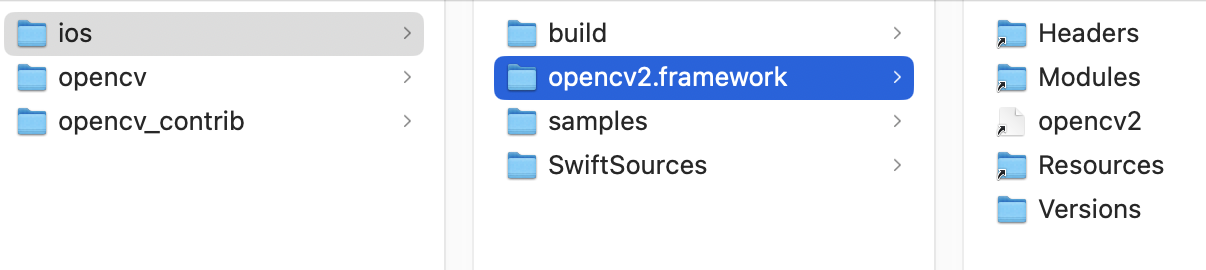 ios
opencv
opencv_contrib
build
opencv2.framework
samples
SwiftSources
Headers
Modules
opencv2
Resources
Versions